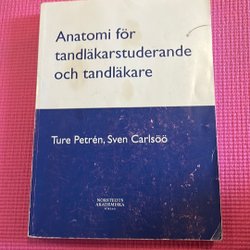 Anatomi för
tandläkarstuderande
och tandläkare
Ture Petrén, Sven Carlsöö
NORSTEDTS
AKADEMISKA
FÖRLAG